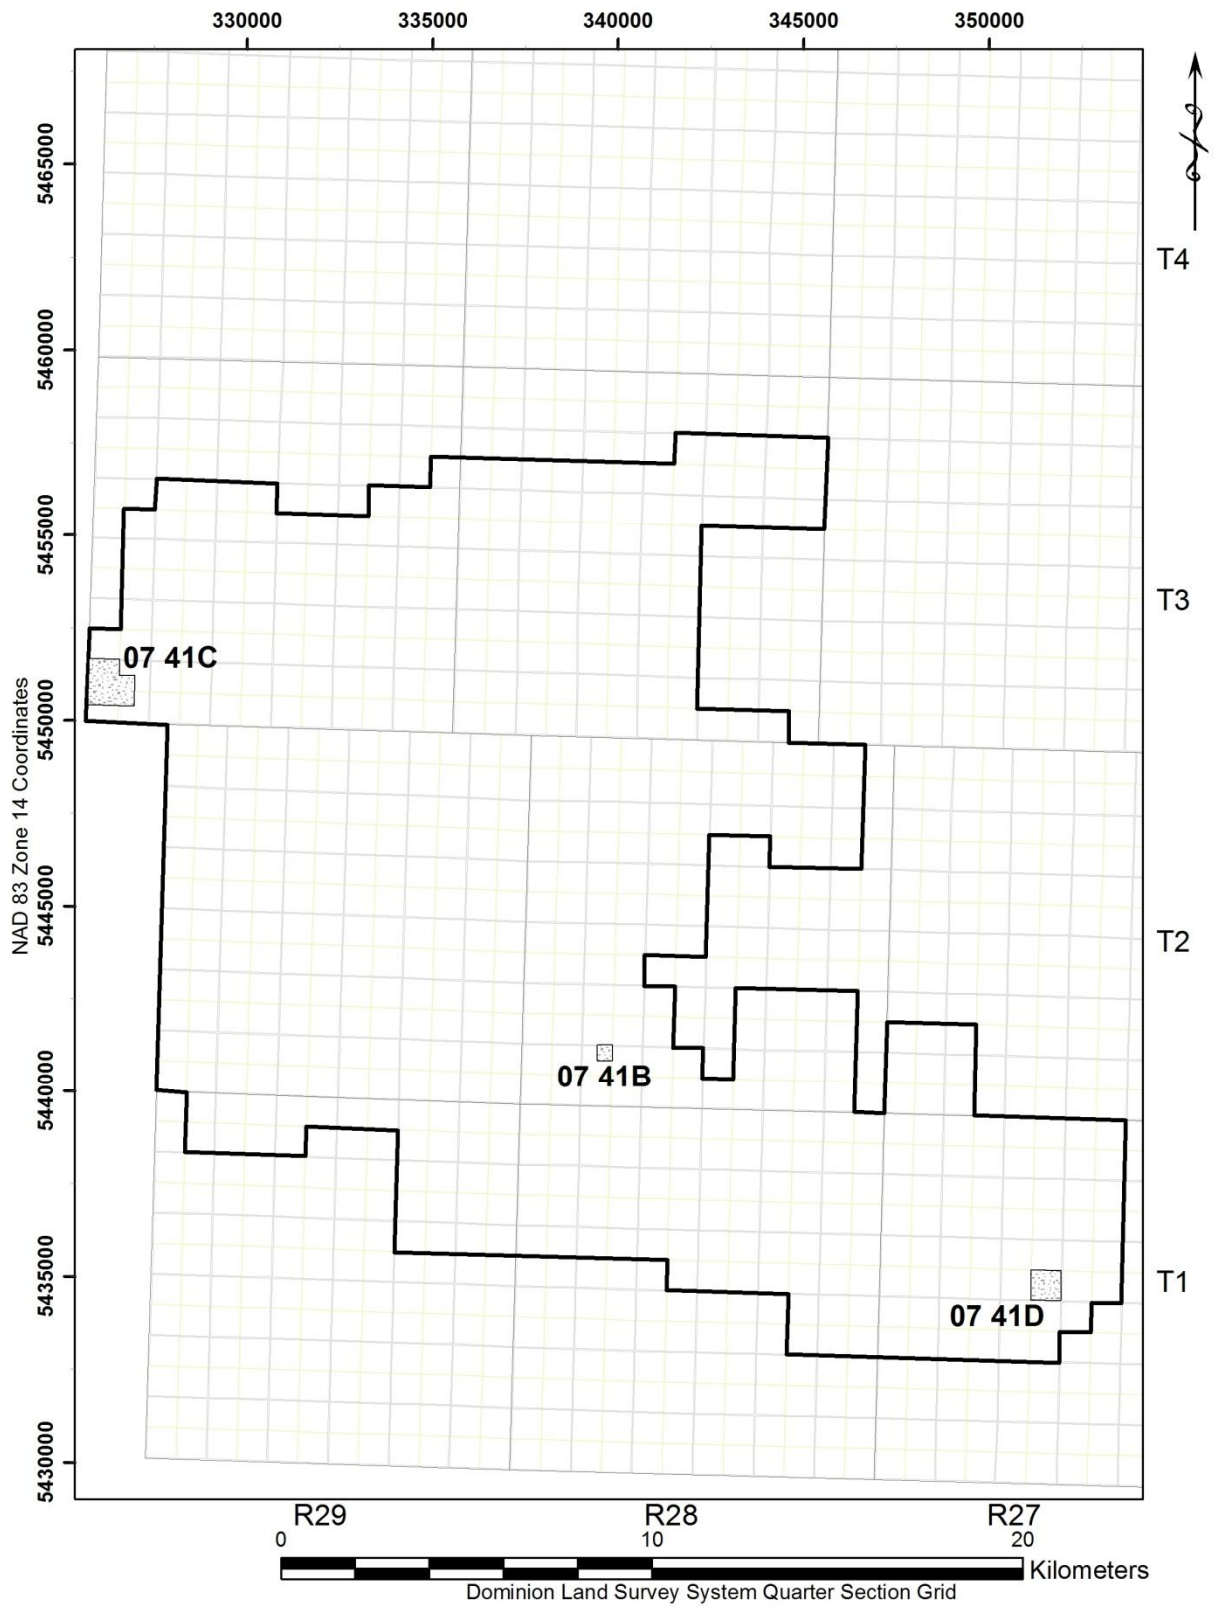 330000 335000 340000 345000 350000
5465000
T4
5460000
5455000
T3
07 41C
5450000
NAD 83 Zone 14 Coordinates
5445000
T2
07 41B
5440000
5435000
T1
07 41D
5430000
R29 R28 R27
0 10 20
Kilometers
Dominion Land Survey System Quarter Section Grid